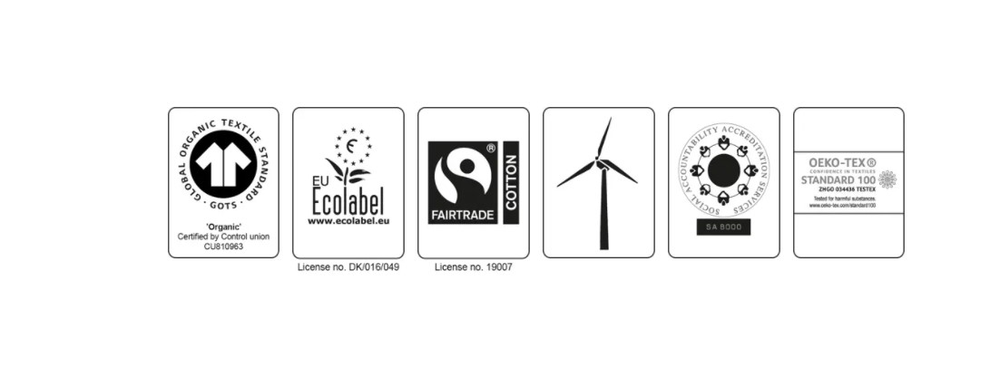 GLOBAL ORGANIC TEXTILE STANDARD
· GOTS ·
'Organic'
Certified by Control union
CU810963
EU
Ecolabel
www.ecolabel.eu
License no. DK/016/049
®
FAIRTRADE
COTTON
License no. 19007
SOCIAL ACCOUNTABILITY ACCREDITATION SERVICES
SA 8000
OEKO-TEX®
CONFIDENCE IN TEXTILES
STANDARD 100
ZHGO 034436 TESTEX
Tested for harmful substances.
www.oeko-tex.com/standard100